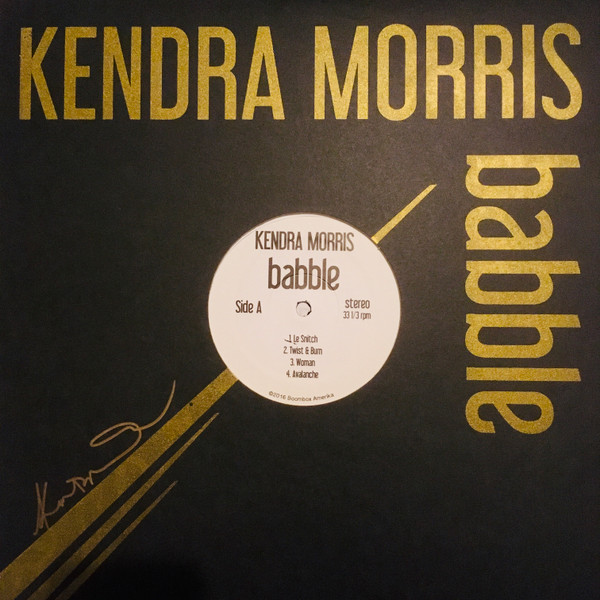 KENDRA MORRIS
babble
KENDRA MORRIS
babble
Side A
stereo
33 1/3 rpm
1. Le Snitch
2. Twist & Burn
3. Woman
4. Avalanche
©2016 Boombox Amerika